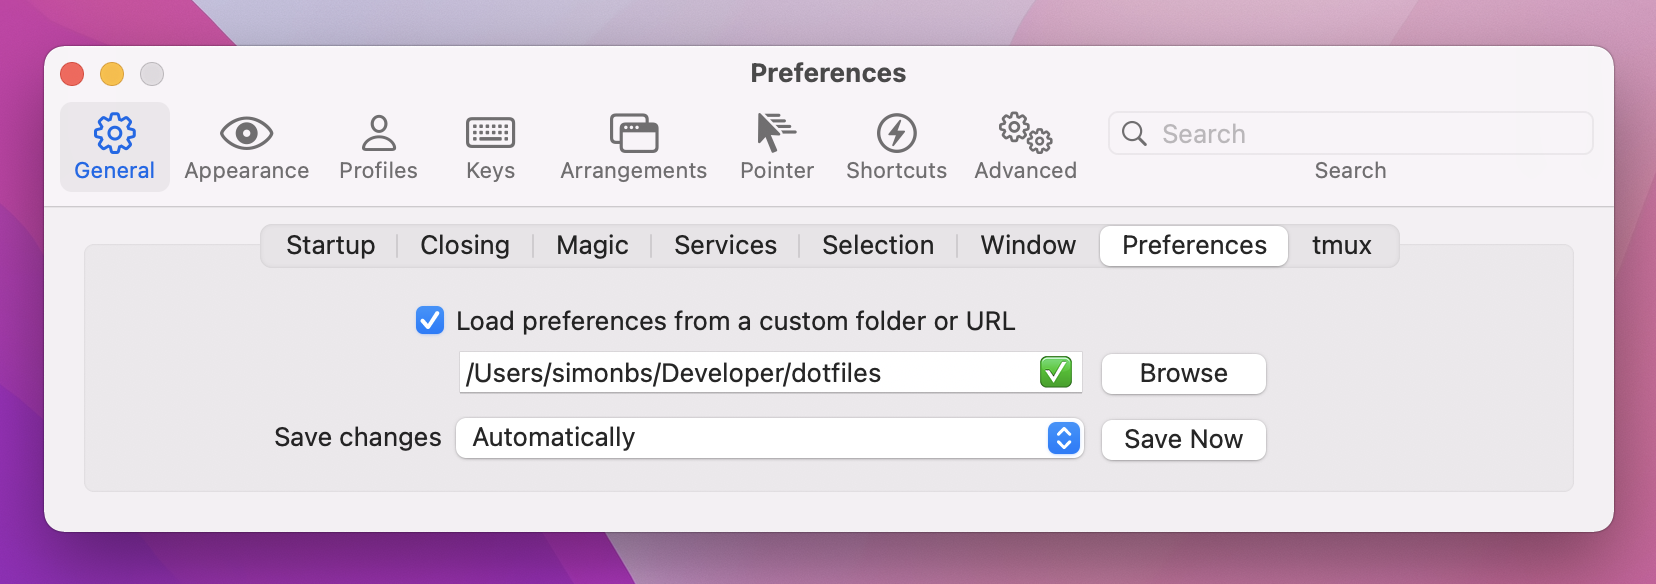 Preferences
General Appearance Profiles Keys Arrangements Pointer Shortcuts Advanced Search
Search
Startup Closing Magic Services Selection Window Preferences tmux
Load preferences from a custom folder or URL
/Users/simonbs/Developer/dotfiles Browse
Save changes Automatically Save Now